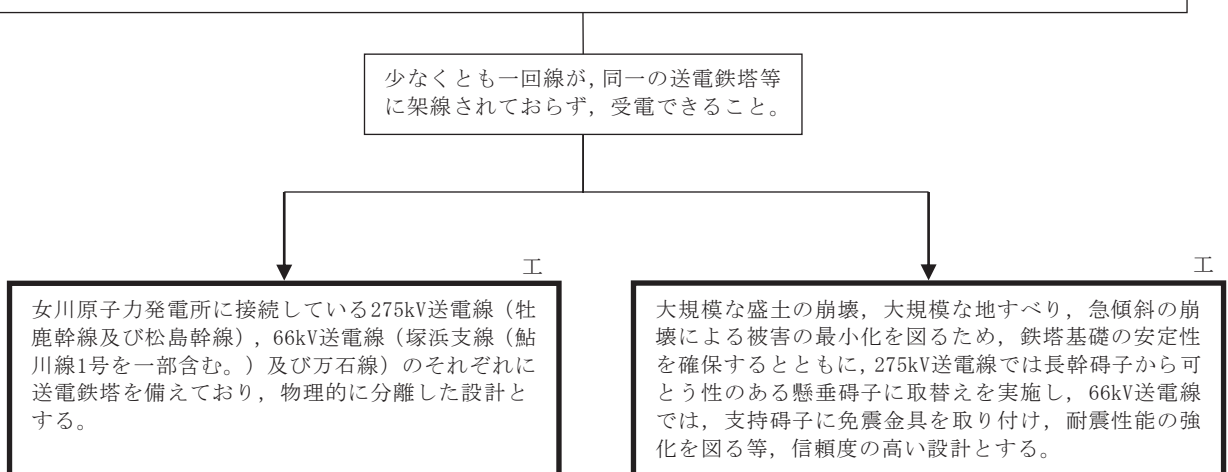 少なくとも一回線が，同一の送電鉄塔等
に架線されておらず，受電できること。
工
女川原子力発電所に接続している275kV送電線（牡
鹿幹線及び松島幹線），66kV送電線（塚浜支線（鮎
川線1号を一部含む。）及び万石線）のそれぞれに
送電鉄塔を備えており，物理的に分離した設計と
する。
工
大規模な盛土の崩壊，大規模な地すべり，急傾斜の崩
壊による被害の最小化を図るため，鉄塔基礎の安定性
を確保するとともに，275kV送電線では長幹碍子から可
とう性のある懸垂碍子に取替えを実施し，66kV送電線
では，支持碍子に免震金具を取り付け，耐震性能の強
化を図る等，信頼度の高い設計とする。